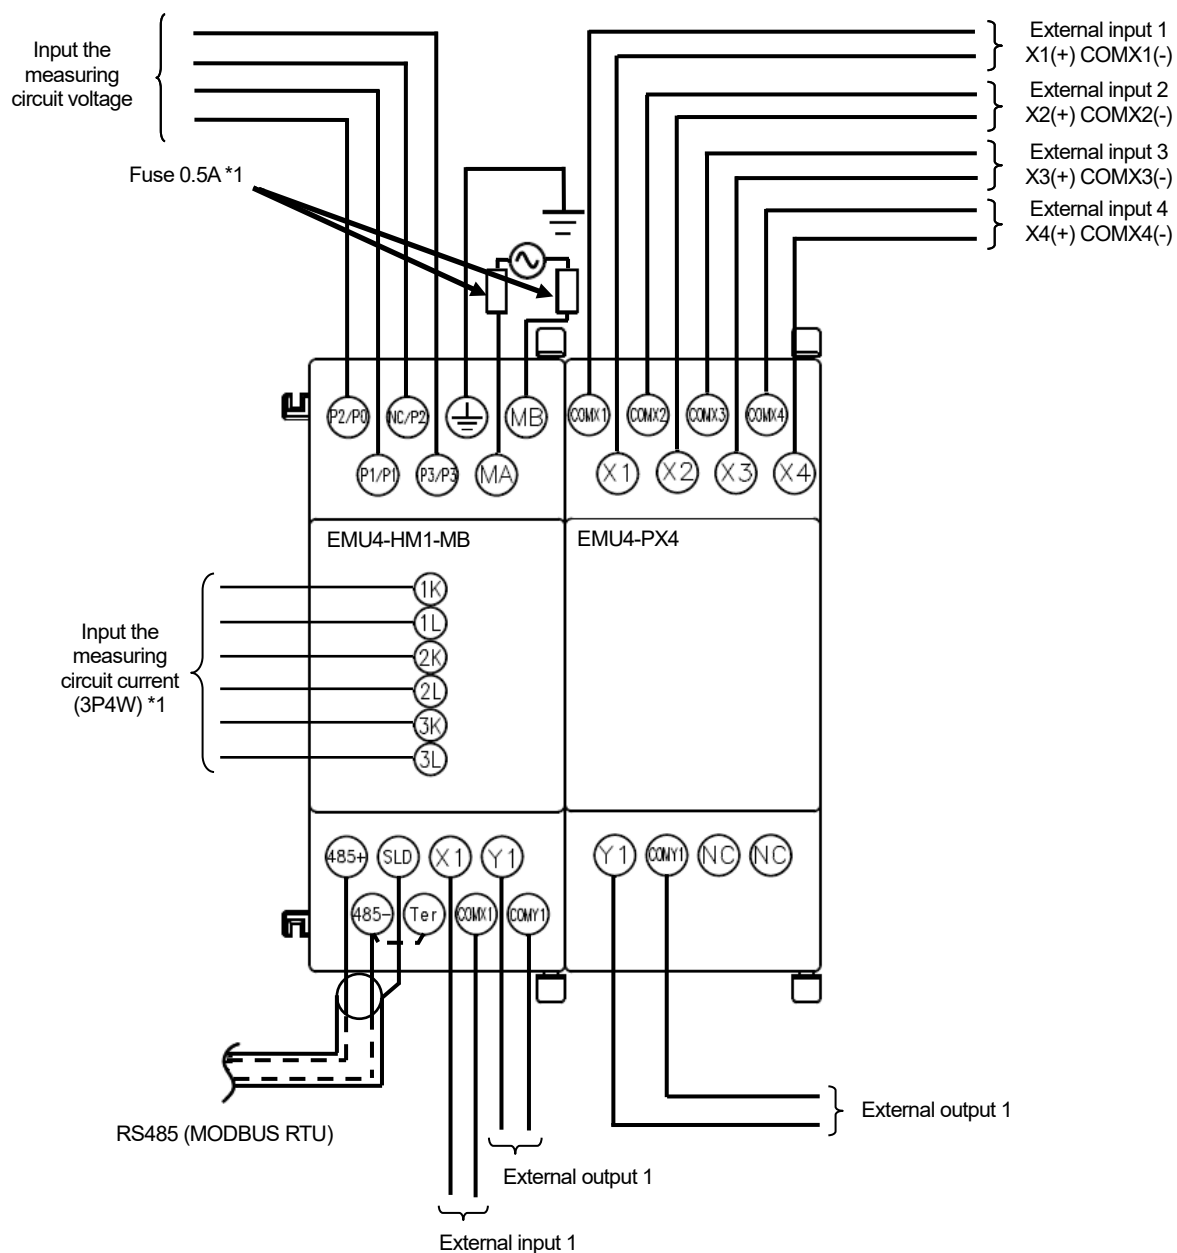 Input the
measuring
circuit voltage
Fuse 0.5A *1
External input 1
X1(+) COMX1(-)
External input 2
X2(+) COMX2(-)
External input 3
X3(+) COMX3(-)
External input 4
X4(+) COMX4(-)
P2/P0 NC/P2 MB COMX1 COMX2 COMX3 COMX4
P1/P1 P3/P3 MA X1 X2 X3 X4
EMU4-HM1-MB
EMU4-PX4
Input the
measuring
circuit current
(3P4W) *1
1K
1L
2K
2L
3K
3L
485+ SLD X1 Y1 Y1 COMY1 NC NC
485- Ter COMX1 COMY1
RS485 (MODBUS RTU)
External output 1
External output 1
External input 1